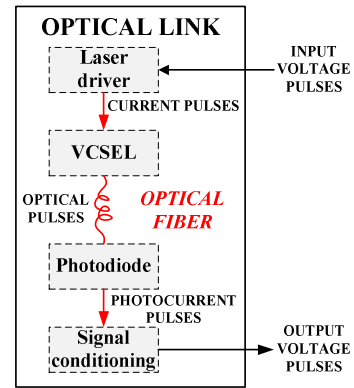 OPTICAL LINK
Laser
driver
INPUT
VOLTAGE
PULSES
CURRENT PULSES
VCSEL
OPTICAL
PULSES
OPTICAL
FIBER
Photodiode
PHOTOCURRENT
PULSES
Signal
conditioning
OUTPUT
VOLTAGE
PULSES